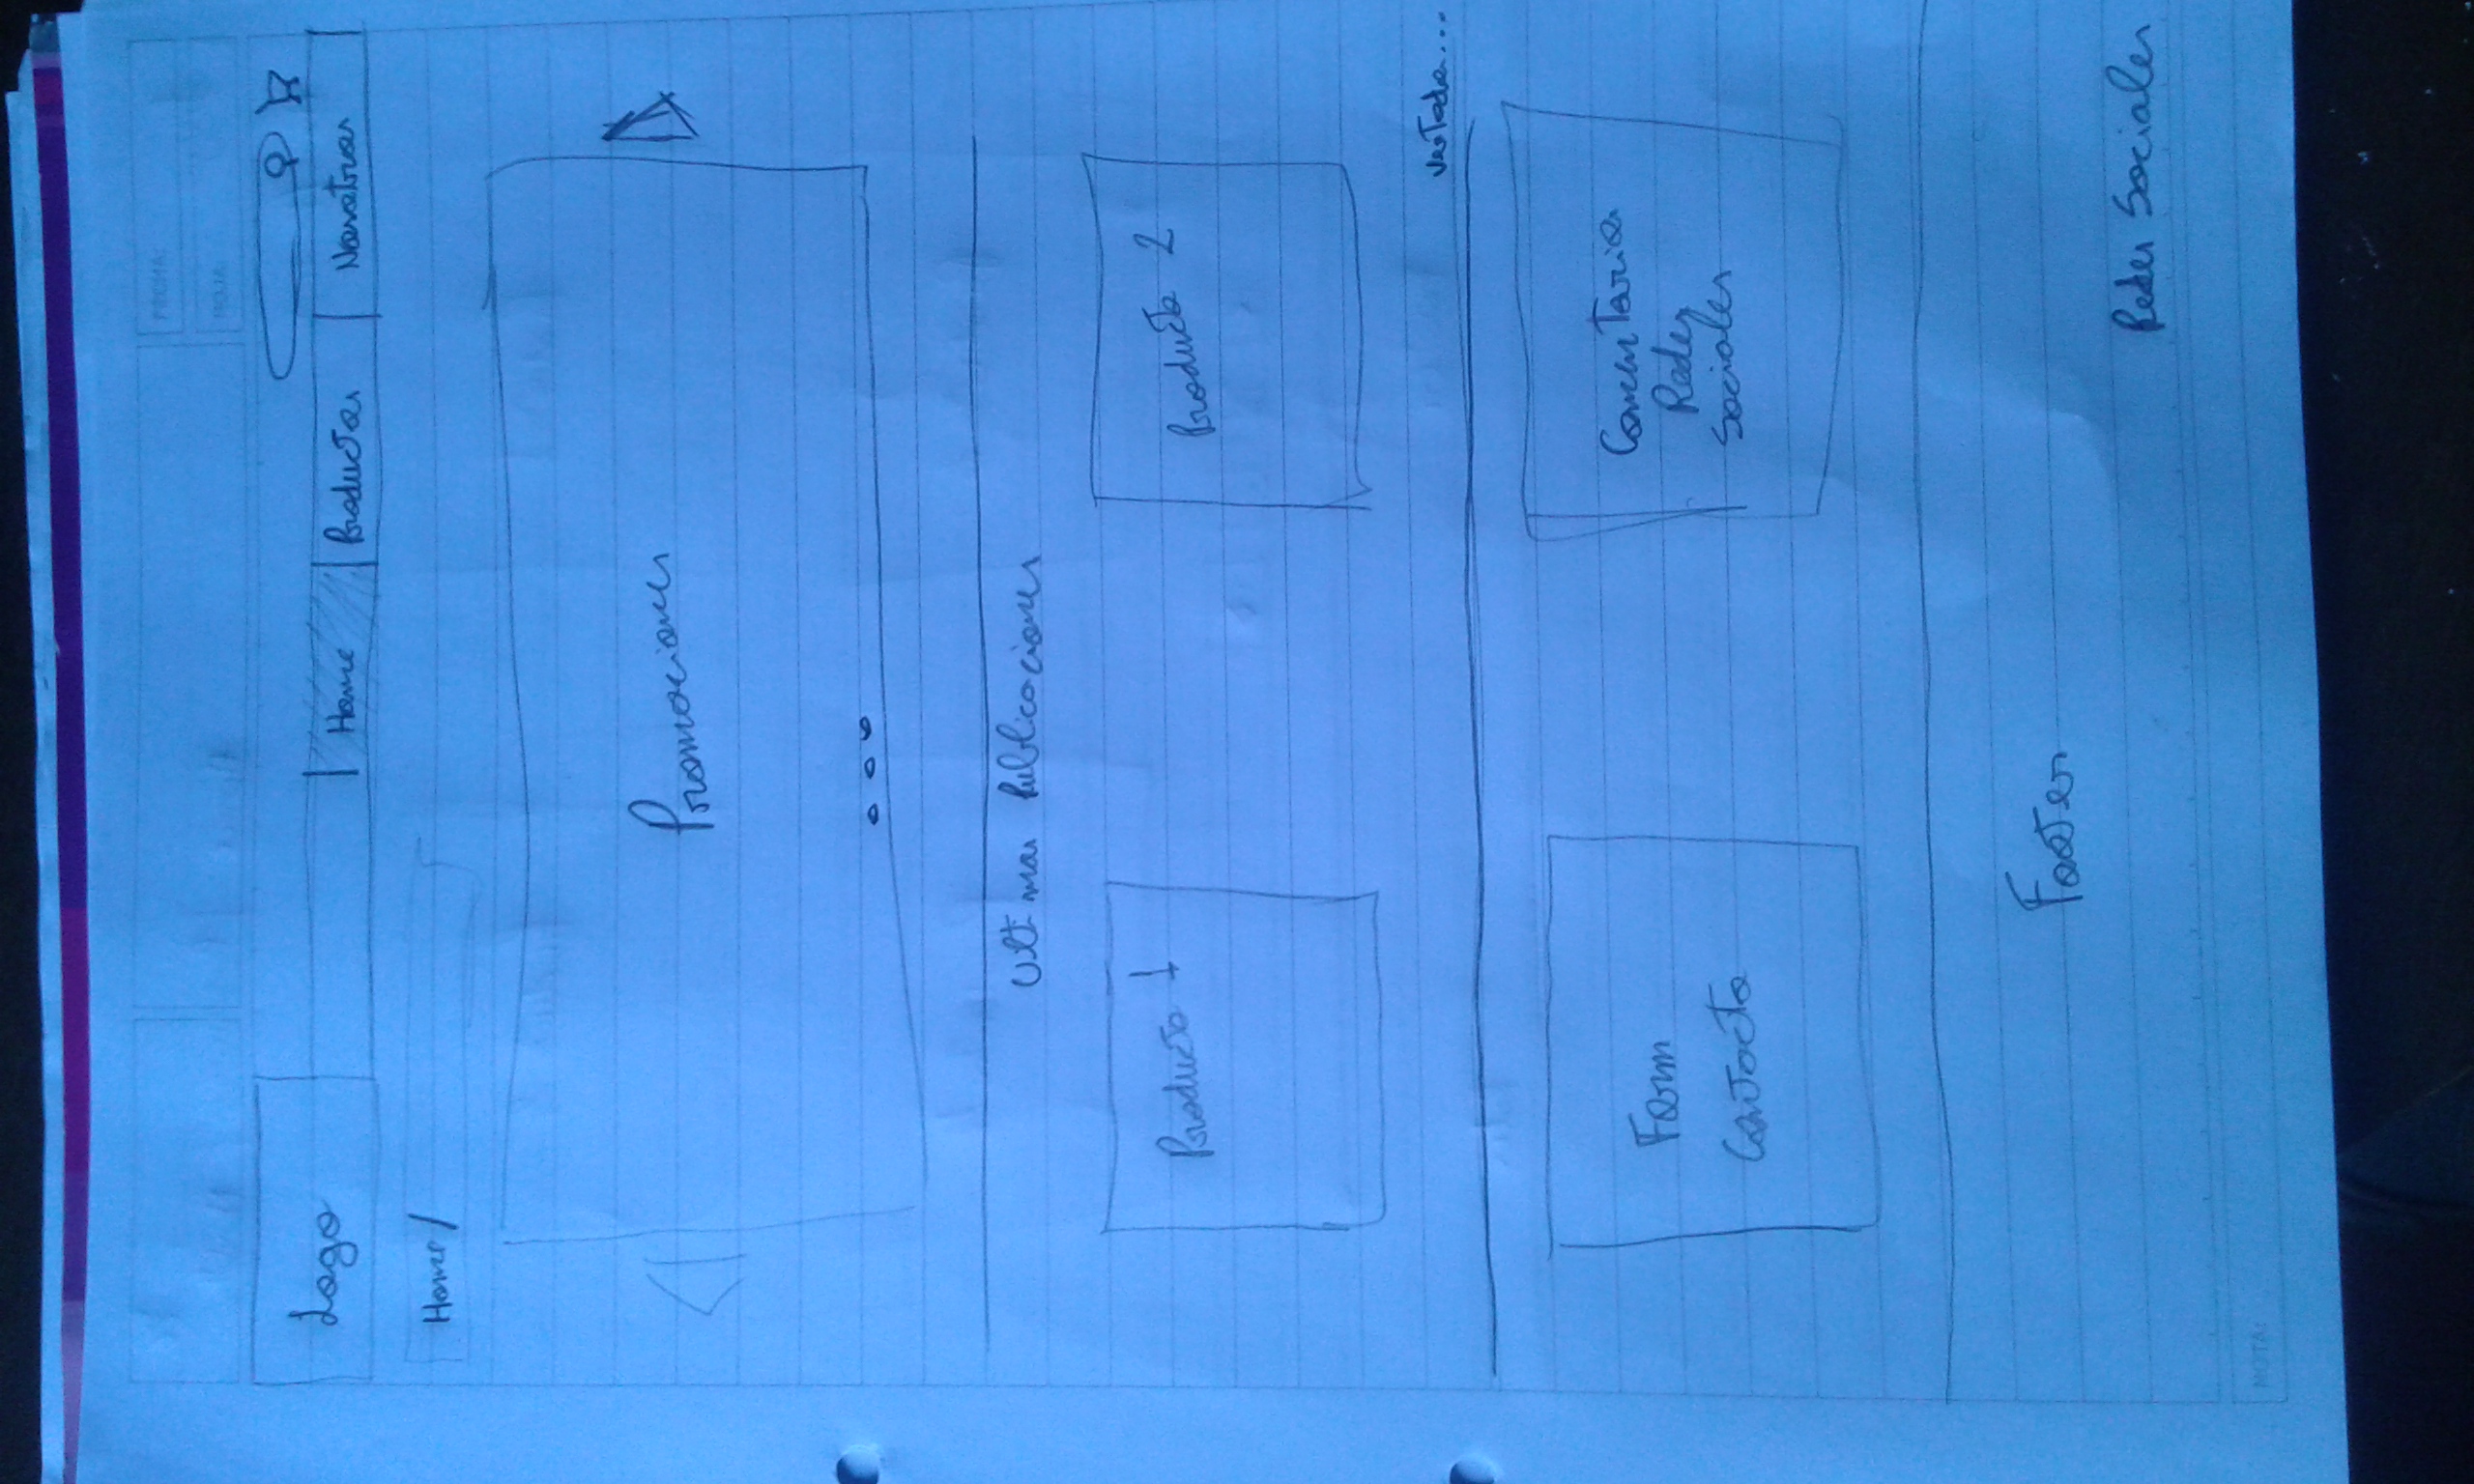 FECHA:
HOJA:
Logo
Home Productos Nosotros
Home/
Promociones
Ultimas Publicaciones
Producto 1
Producto 2
ver todos...
Form
Contacto
Comentarios
Redes
Sociales
Footer
Redes Sociales
NOTA: